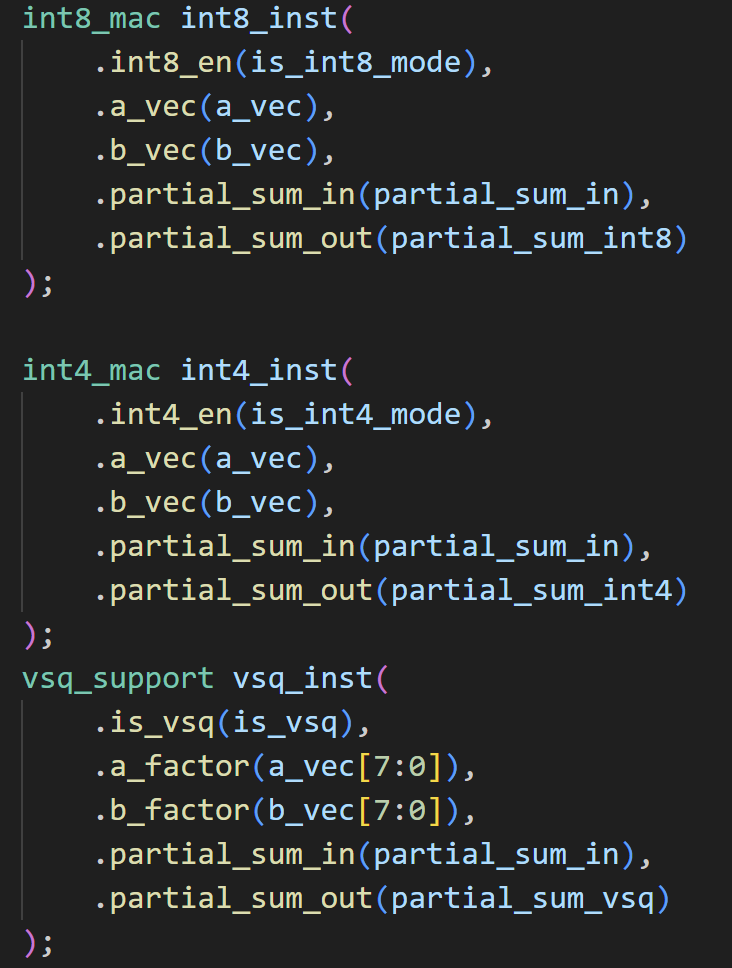 int8_mac int8_inst(
    .int8_en(is_int8_mode),
    .a_vec(a_vec),
    .b_vec(b_vec),
    .partial_sum_in(partial_sum_in),
    .partial_sum_out(partial_sum_int8)
);

int4_mac int4_inst(
    .int4_en(is_int4_mode),
    .a_vec(a_vec),
    .b_vec(b_vec),
    .partial_sum_in(partial_sum_in),
    .partial_sum_out(partial_sum_int4)
);
vsq_support vsq_inst(
    .is_vsq(is_vsq),
    .a_factor(a_vec[7:0]),
    .b_factor(b_vec[7:0]),
    .partial_sum_in(partial_sum_in),
    .partial_sum_out(partial_sum_vsq)
);